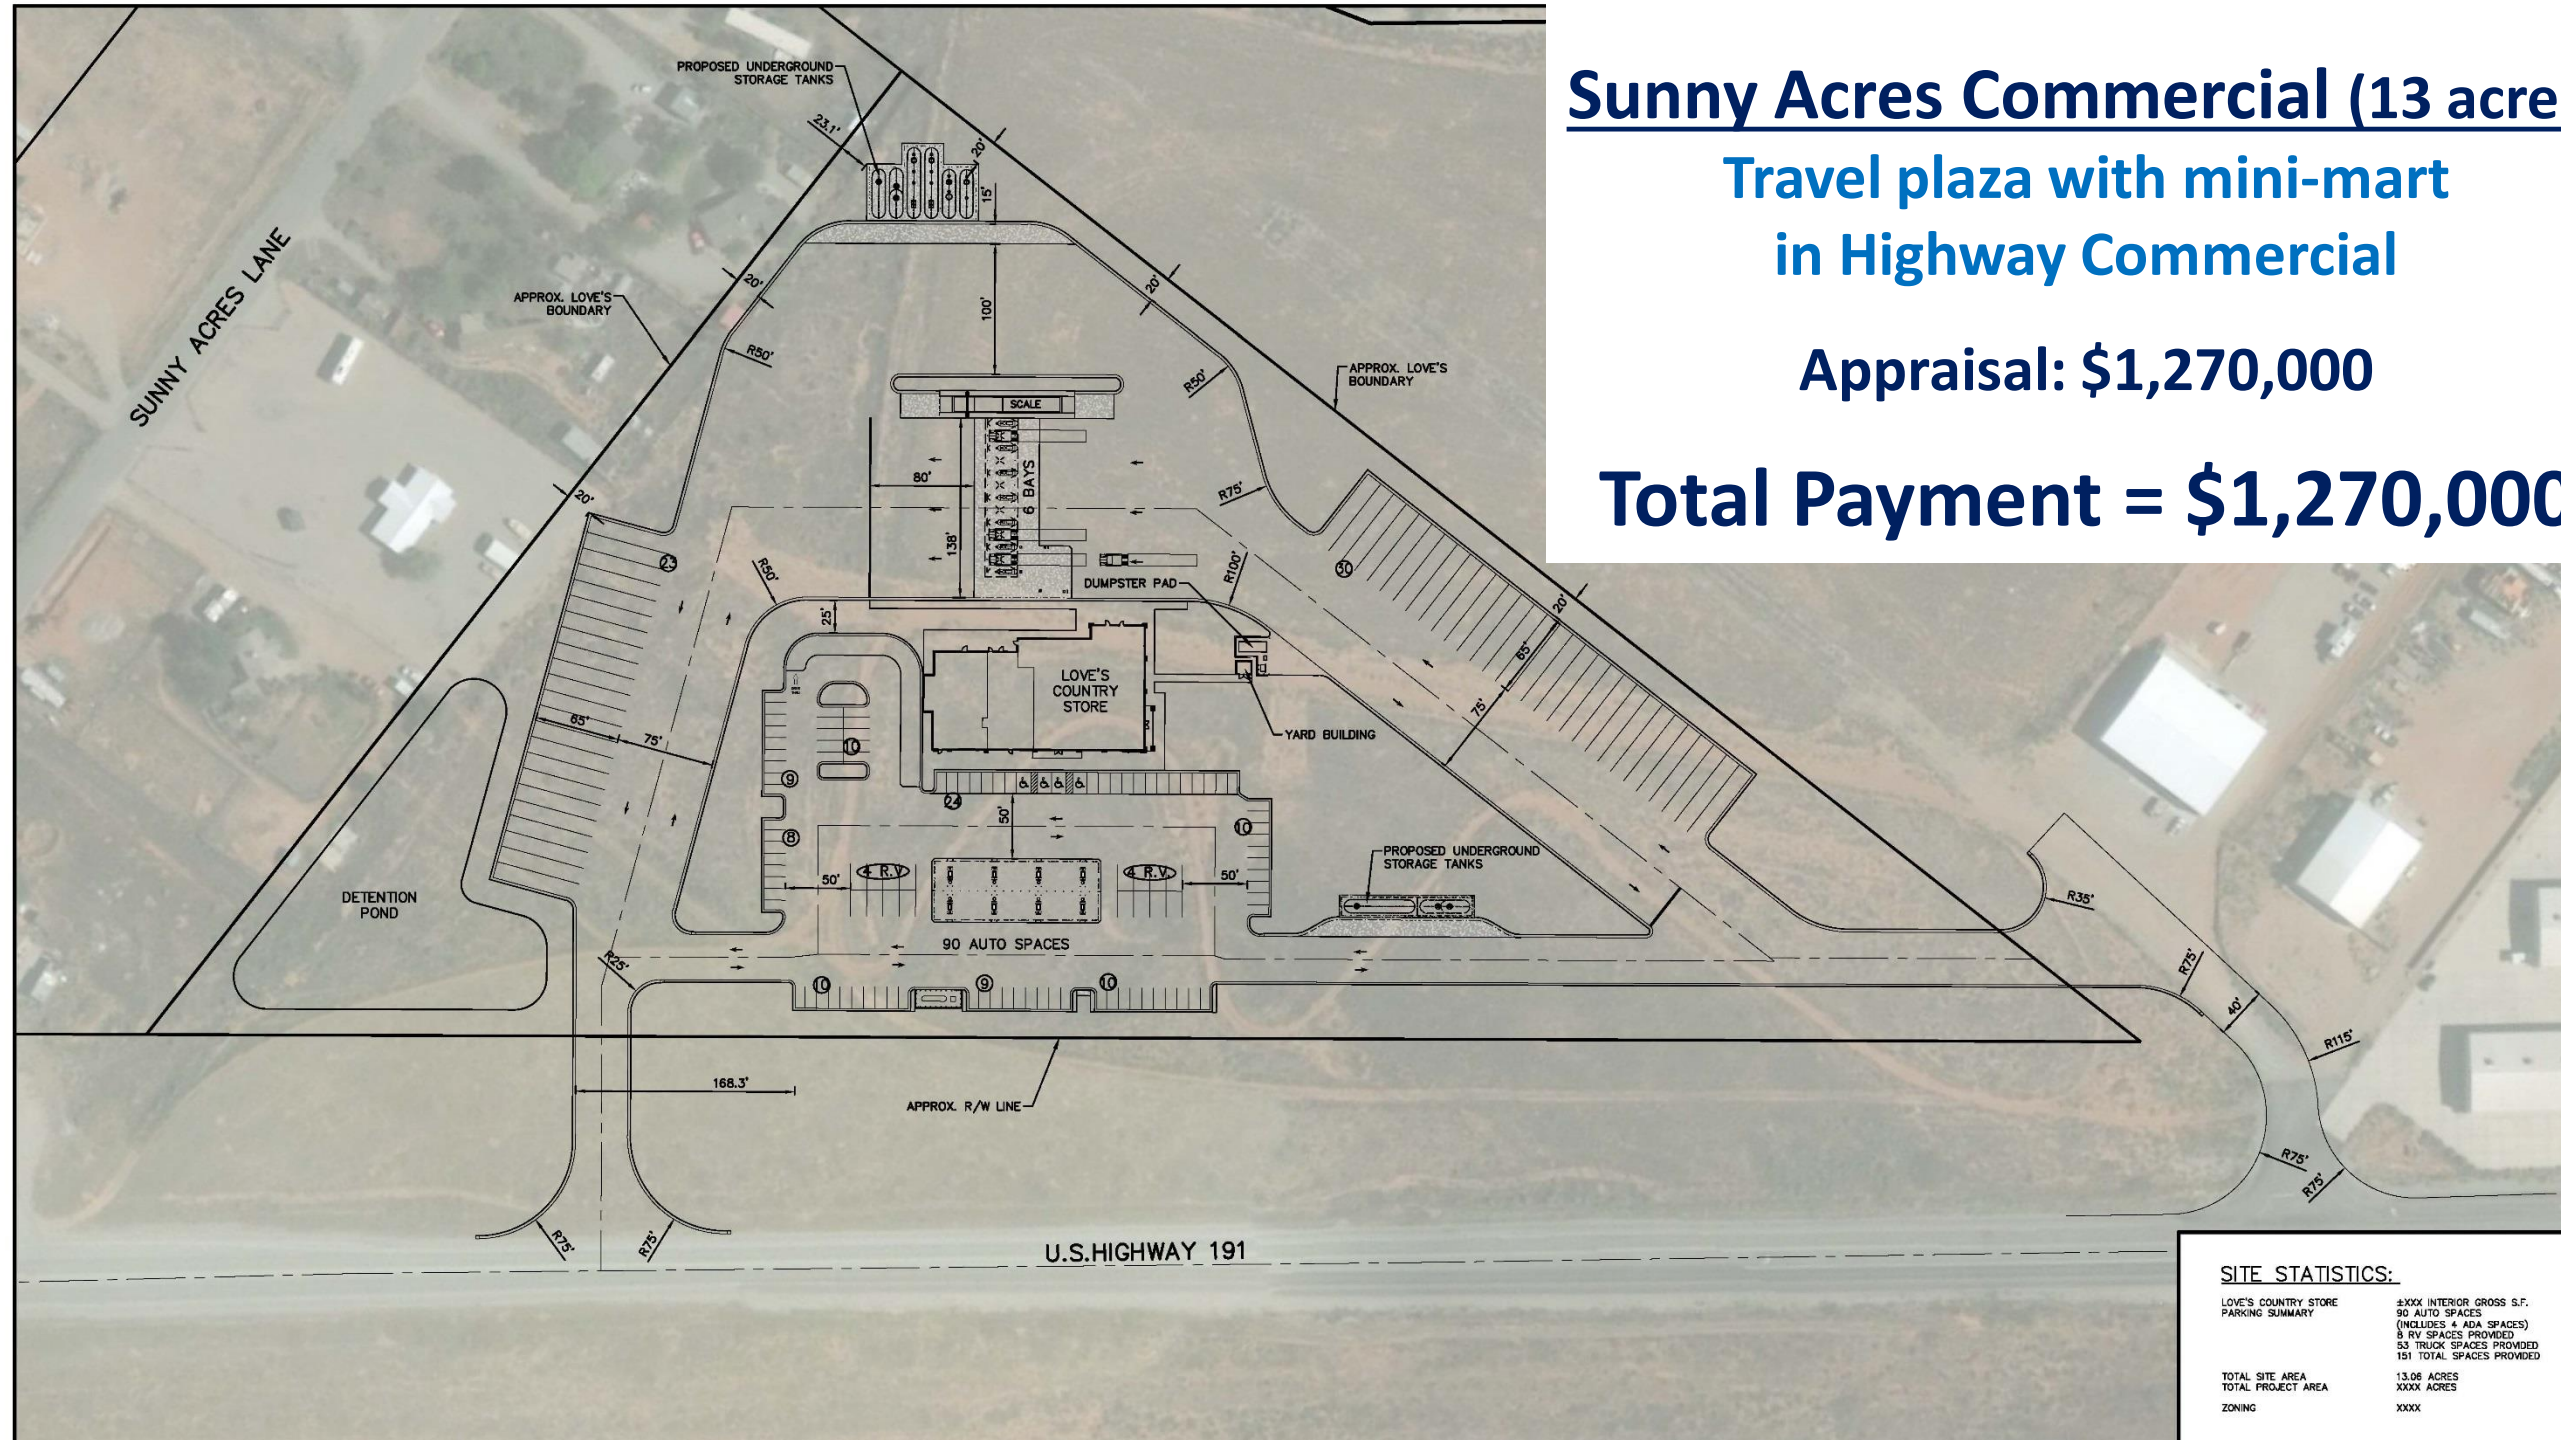 Sunny Acres Commercial (13 acre
Travel plaza with mini-mart
in Highway Commercial
Appraisal: $1,270,000
Total Payment = $1,270,000
PROPOSED UNDERGROUND
STORAGE TANKS
23.1'
20'
15'
SUNNY ACRES LANE
APPROX. LOVE'S
BOUNDARY
20'
20'
100'
R50'
R50'
APPROX. LOVE'S
BOUNDARY
SCALE
20'
80'
6 BAYS
R75'
138'
23
R50'
R100'
30
DUMPSTER PAD
25'
20'
LOVE'S
COUNTRY
STORE
65'
75'
65'
75'
YARD BUILDING
10
9
24
50'
8
10
PROPOSED UNDERGROUND
STORAGE TANKS
4 R.V.
4 R.V.
50'
50'
DETENTION
POND
R35'
90 AUTO SPACES
R25'
R75'
10
9
10
40'
R115'
168.3'
APPROX. R/W LINE
R75'
R75'
R75'
R75'
U.S.HIGHWAY 191
SITE STATISTICS:
LOVE'S COUNTRY STORE ±XXX INTERIOR GROSS S.F.
PARKING SUMMARY 90 AUTO SPACES
(INCLUDES 4 ADA SPACES)
8 RV SPACES PROVIDED
53 TRUCK SPACES PROVIDED
151 TOTAL SPACES PROVIDED
TOTAL SITE AREA 13.06 ACRES
TOTAL PROJECT AREA XXXX ACRES
ZONING XXXX